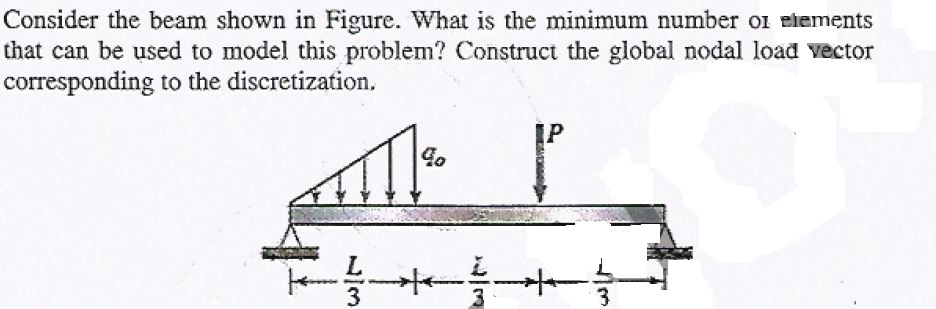 Consider the beam shown in Figure. What is the minimum number of elements
that can be used to model this problem? Construct the global nodal load vector
corresponding to the discretization.
P
q₀
L/3 L/3 L/3